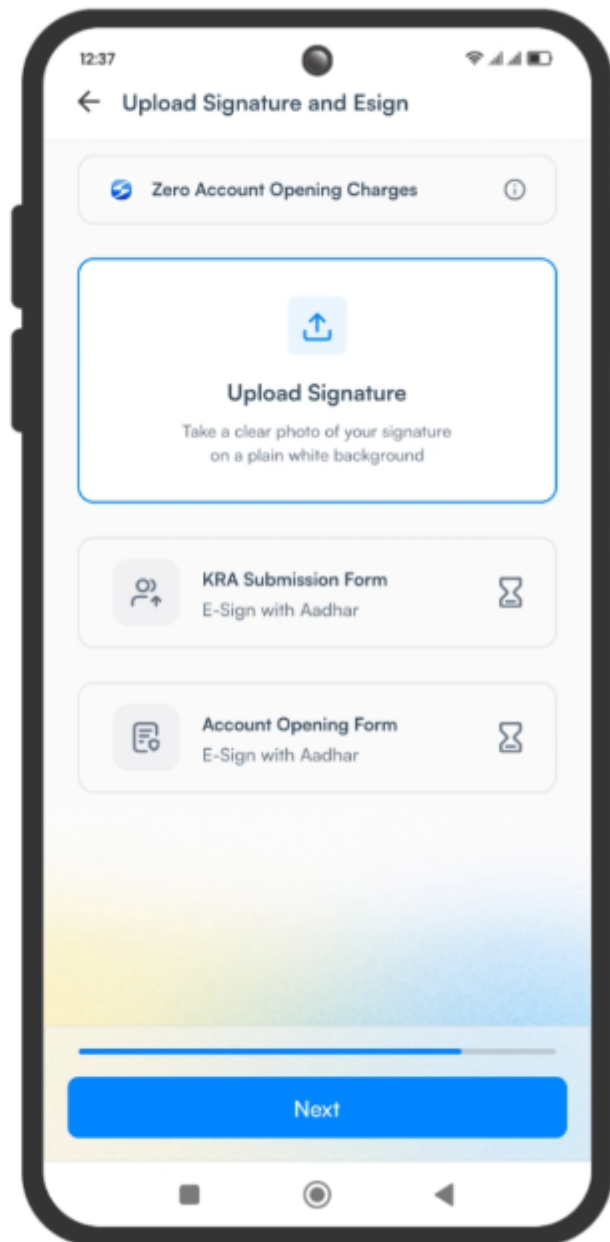 12:37
Upload Signature and Esign
Zero Account Opening Charges
Upload Signature
Take a clear photo of your signature
on a plain white background
KRA Submission Form
E-Sign with Aadhar
Account Opening Form
E-Sign with Aadhar
Next